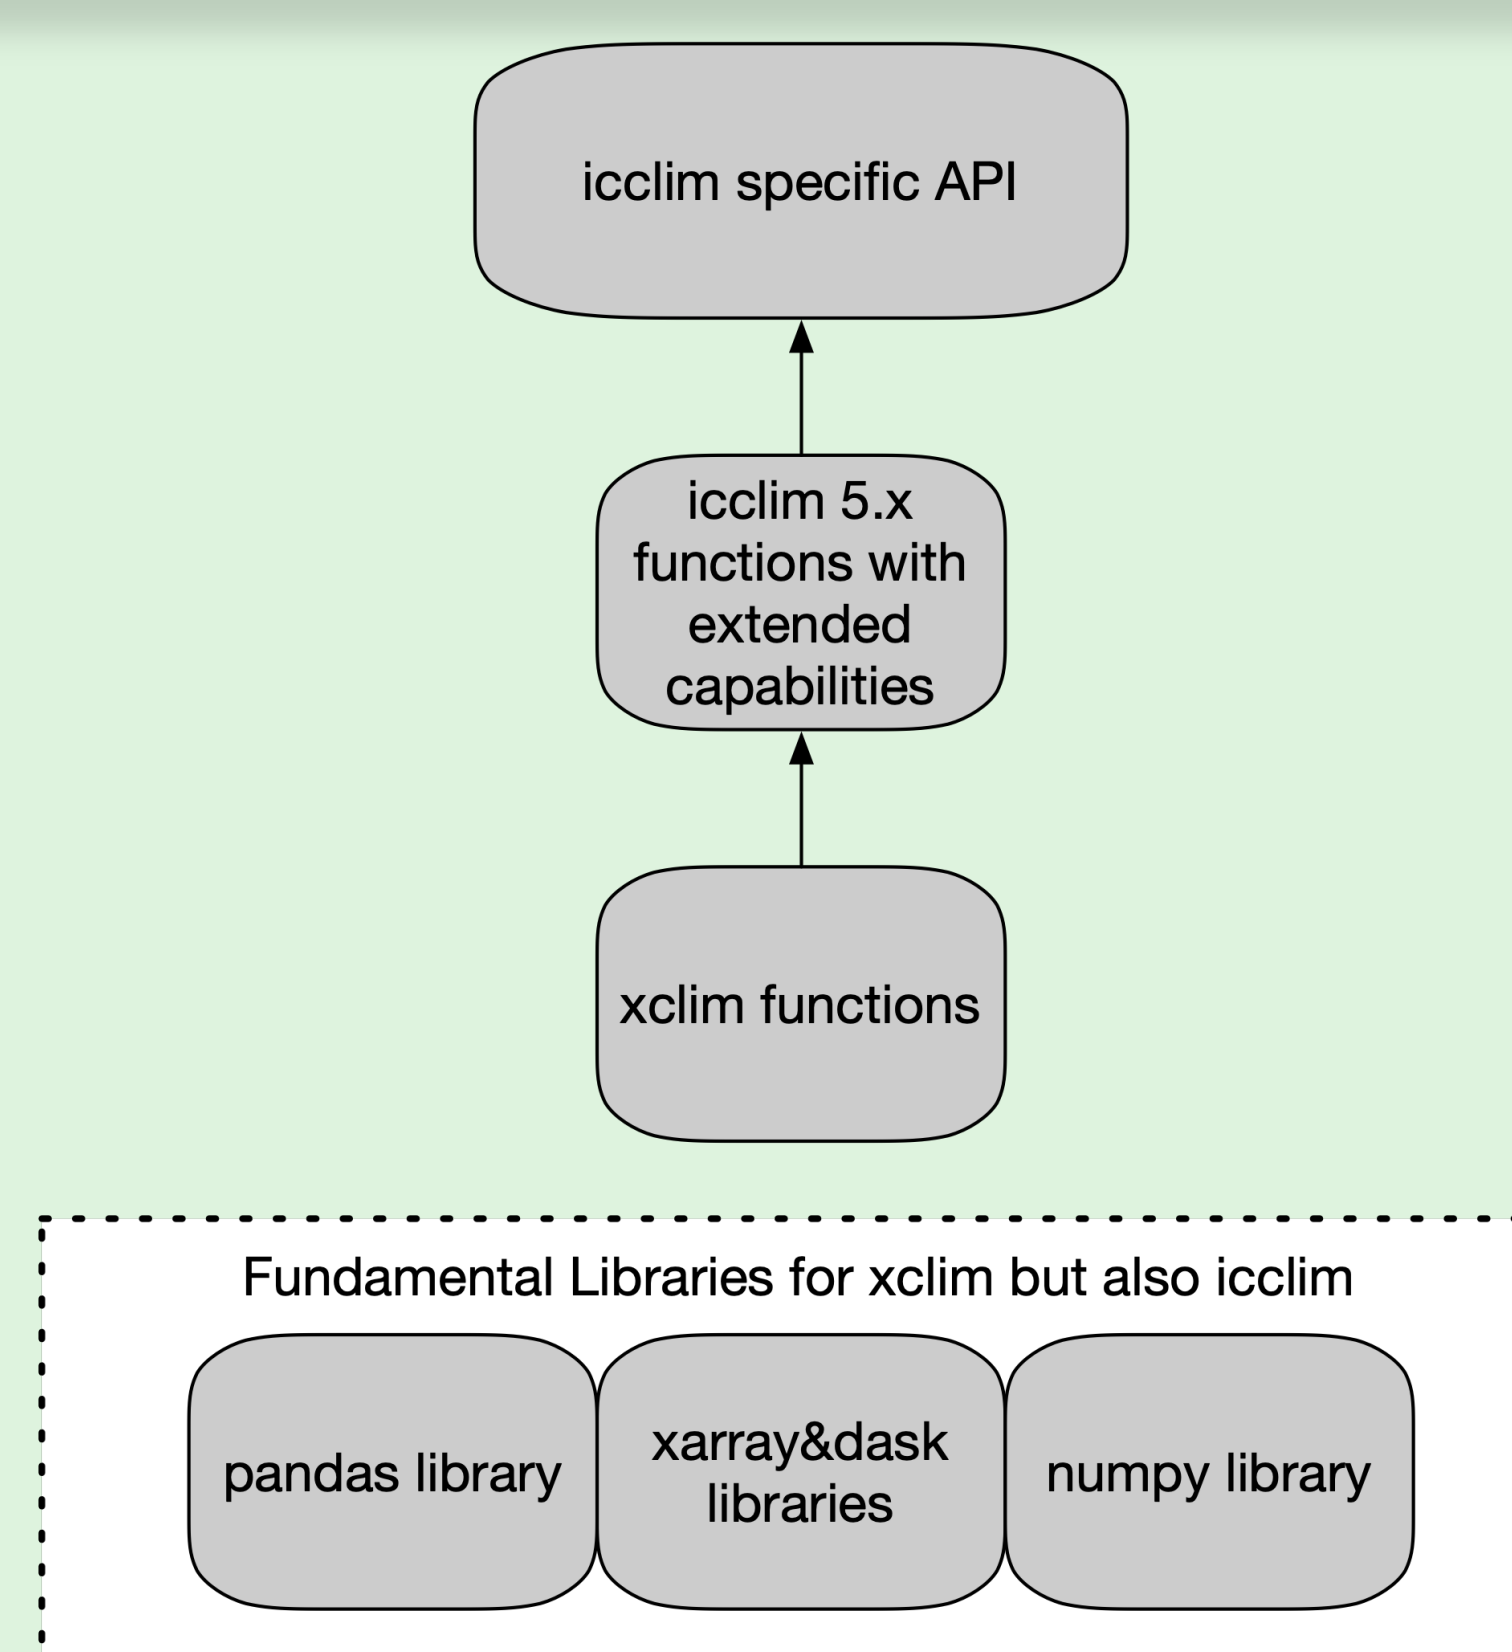 icclim specific API
icclim 5.x
functions with
extended
capabilities
xclim functions
Fundamental Libraries for xclim but also icclim
pandas library
xarray&dask
libraries
numpy library